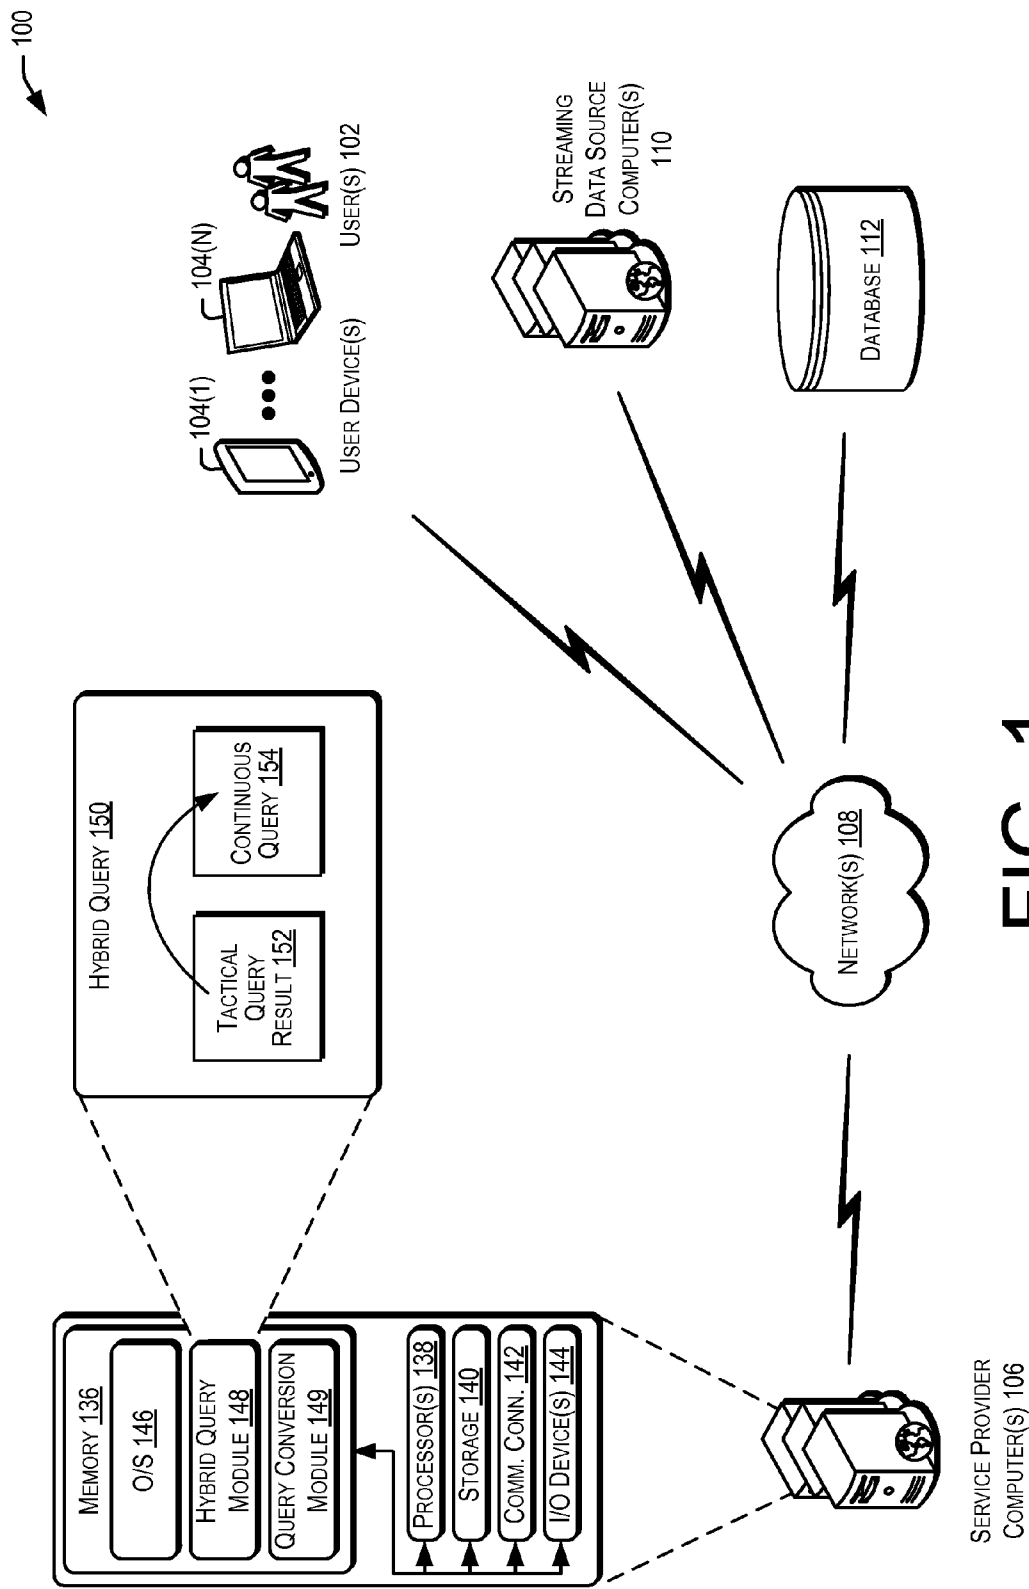 100
MEMORY 136
O/S 146
HYBRID QUERY
MODULE 148
QUERY CONVERSION
MODULE 149
PROCESSOR(S) 138
STORAGE 140
COMM. CONN. 142
I/O DEVICE(S) 144
HYBRID QUERY 150
TACTICAL
QUERY
RESULT 152
CONTINUOUS
QUERY 154
104(1)
104(N)
USER DEVICE(S)
USER(S) 102
STREAMING
DATA SOURCE
COMPUTER(S)
110
DATABASE 112
NETWORK(S) 108
SERVICE PROVIDER
COMPUTER(S) 106
FIG. 1